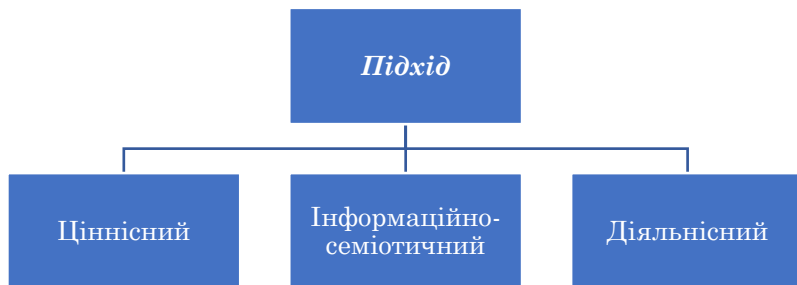 Підхід
Ціннісний
Інформаційно-
семіотичний
Діяльнісний